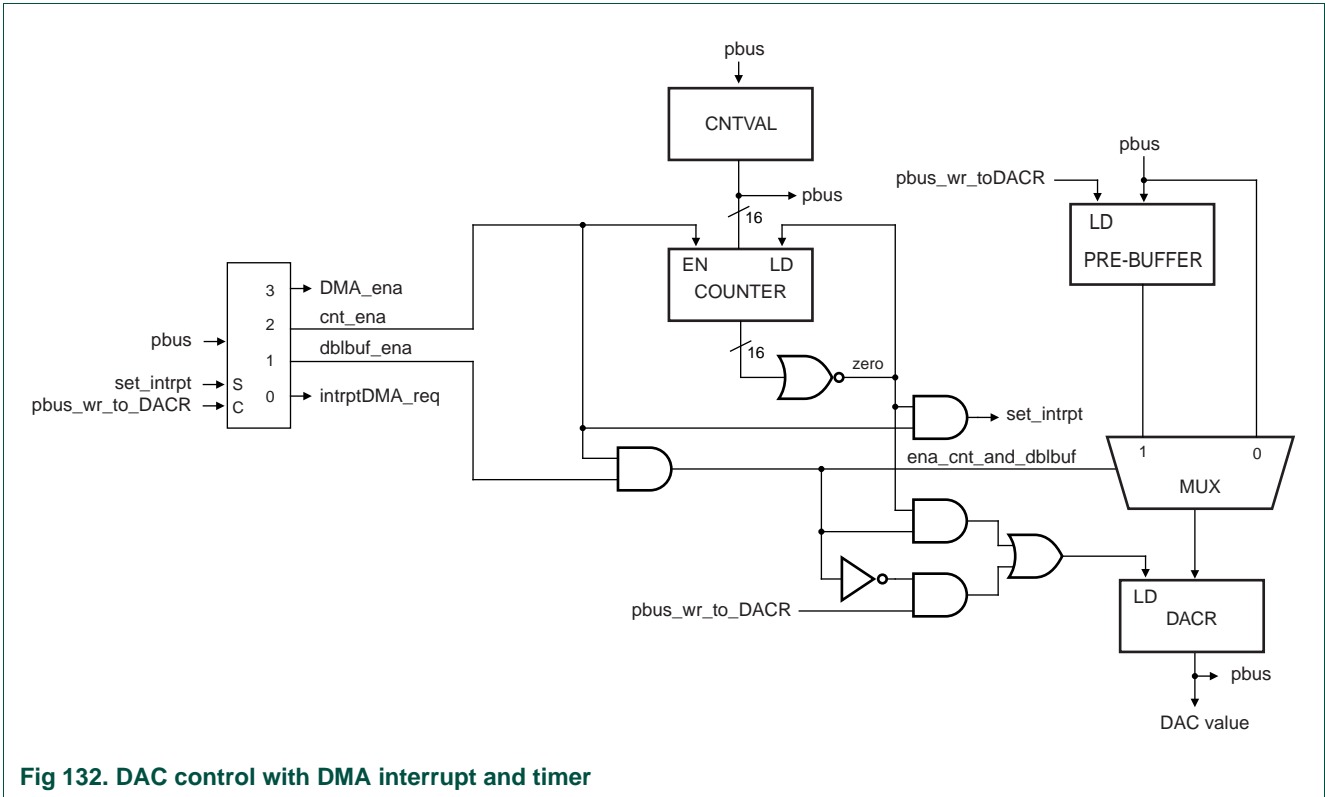 pbus
CNTVAL
pbus
16
EN LD
COUNTER
16
zero
pbus
pbus_wr_toDACR
LD
PRE-BUFFER
3 DMA_ena
2 cnt_ena
1 dblbuf_ena
0 intrptDMA_req
pbus
set_intrpt S
pbus_wr_to_DACR C
set_intrpt
ena_cnt_and_dblbuf
1 0
MUX
pbus_wr_to_DACR
LD
DACR
pbus
DAC value
Fig 132. DAC control with DMA interrupt and timer